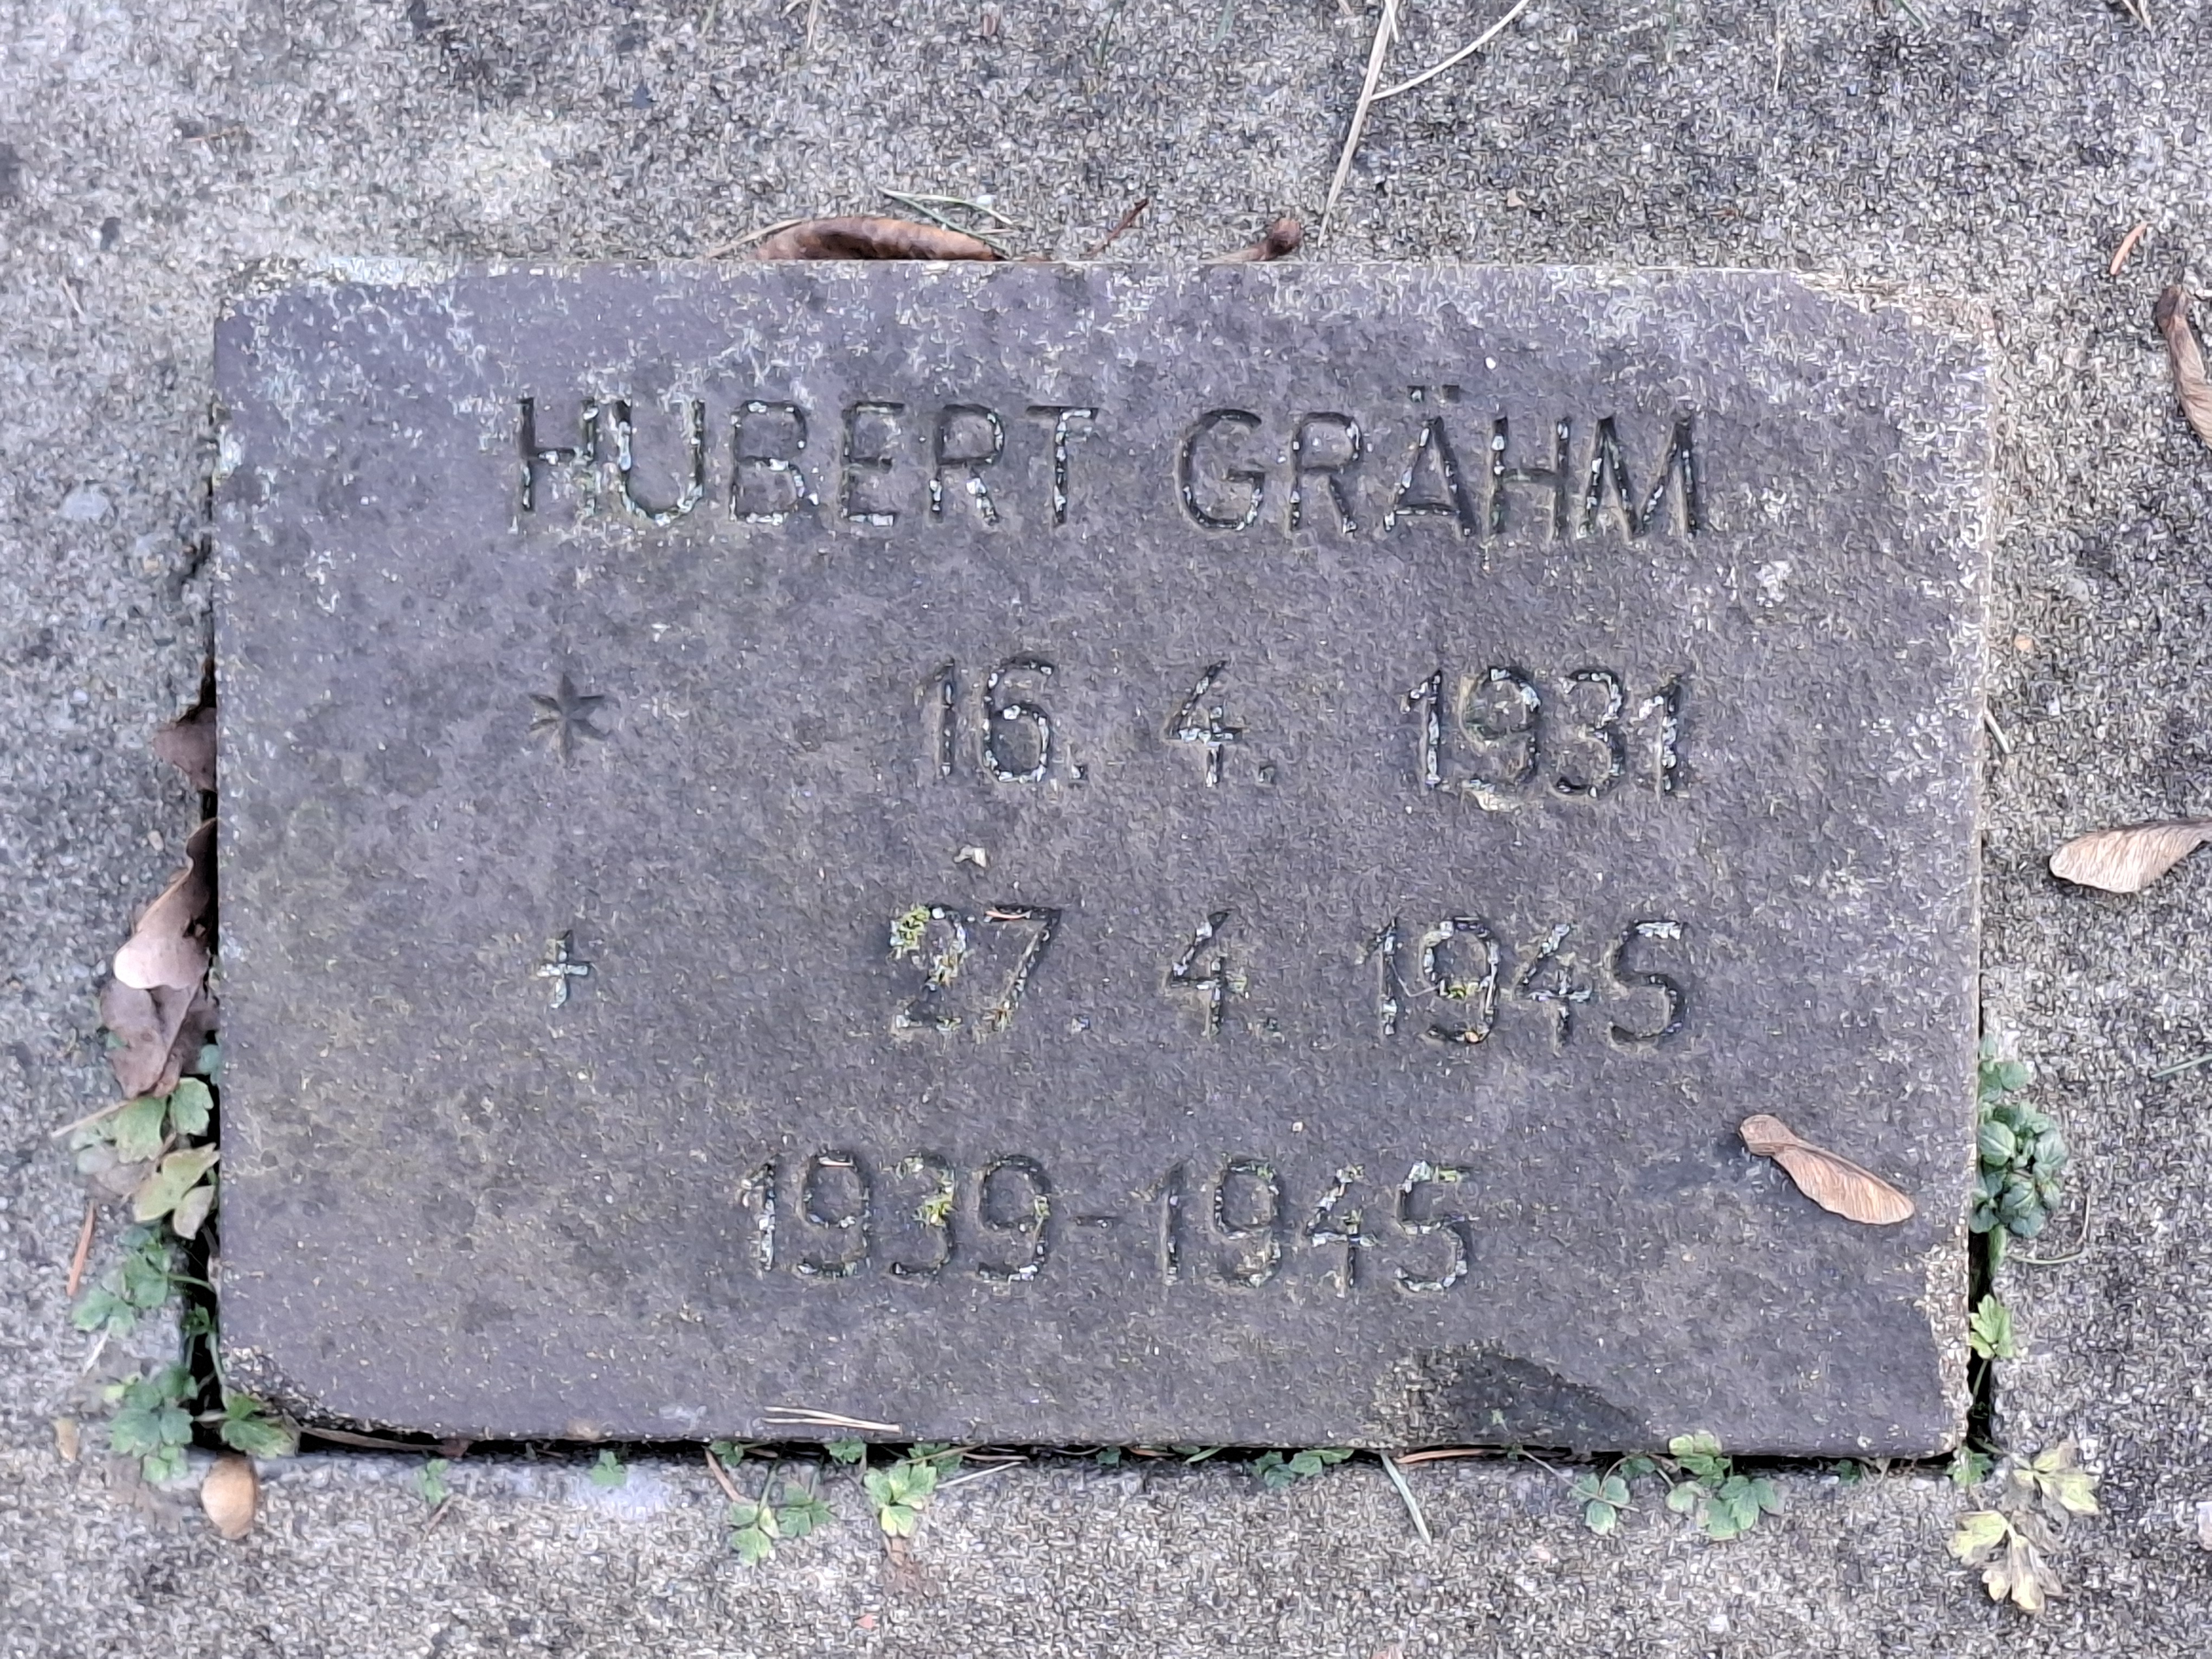 HUBERT GRÄHM
* 16. 4. 1931
+ 27. 4. 1945
1939-1945